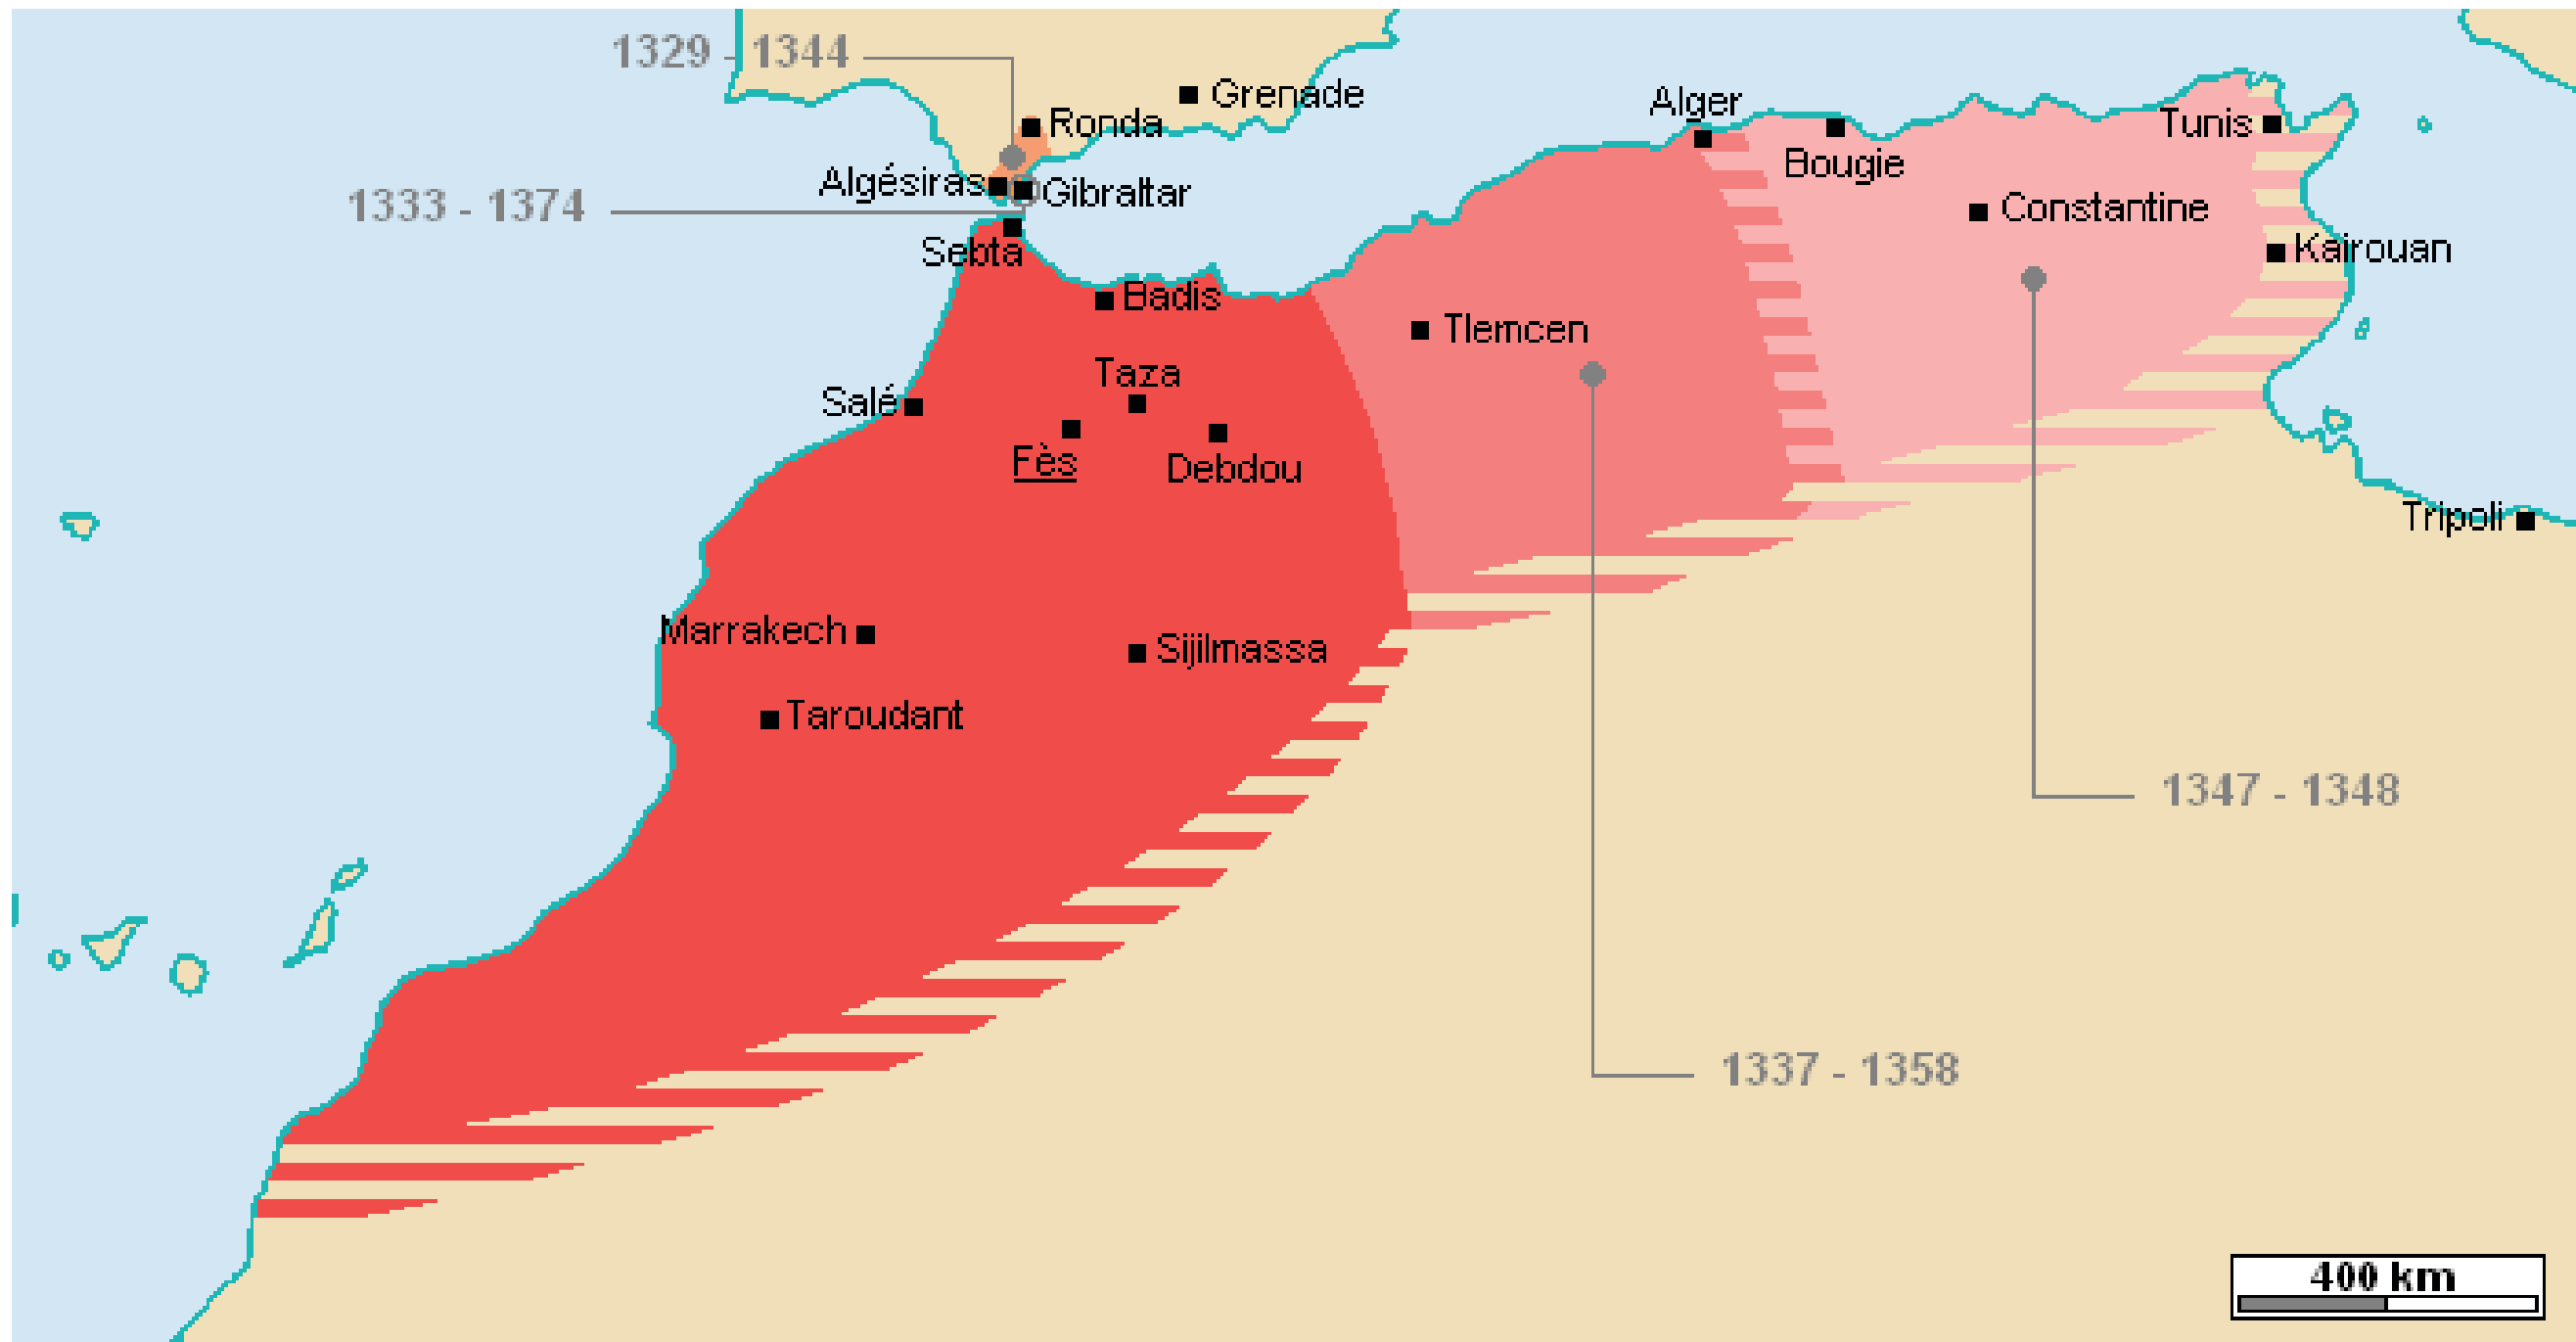 1329 - 1344
Grenade
Ronda
Alger
Tunis
Bougie
Algésiras
Gibraltar
1333 - 1374
Constantine
Sebta
Kairouan
Badis
Tlemcen
Taza
Salé
Fès
Debdou
Tripoli
Marrakech
Sijilmassa
Taroudant
1347 - 1348
1337 - 1358
400 km